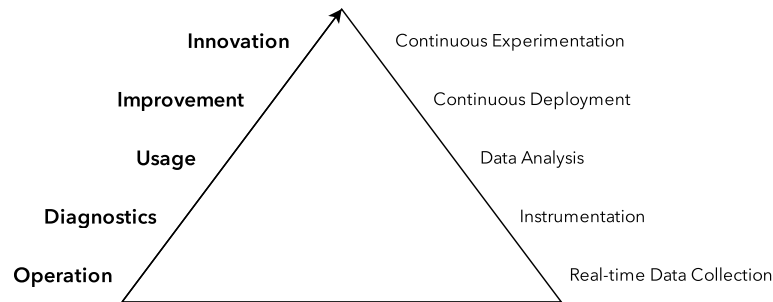 Innovation Continuous Experimentation
Improvement Continuous Deployment
Usage Data Analysis
Diagnostics Instrumentation
Operation Real-time Data Collection